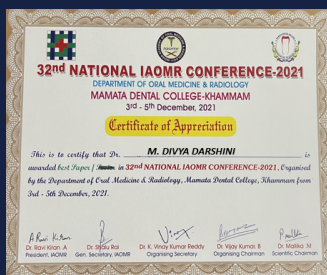 32nd NATIONAL IAOMR CONFERENCE-2021
DEPARTMENT OF ORAL MEDICINE & RADIOLOGY
MAMATA DENTAL COLLEGE-KHAMMAM
3rd - 5th December, 2021
Certificate of Appreciation
This is to certify that Dr. M. DIVYA DARSHINI is
awarded best Paper / in 32nd NATIONAL IAOMR CONFERENCE-2021, Organised
by the Department of Oral Medicine & Radiology, Mamata Dental College, Khammam from
3rd - 5th December, 2021.
Dr. Ravi Kiran .A
President, IAOMR
Dr. Shaju Rai
Gen. Secretary, IAOMR
Dr. K. Vinay Kumar Reddy
Organising Secretary
Dr. Vijay Kumar. B
Organising Chairman
Dr. Mallika .M
Scientific Chairman